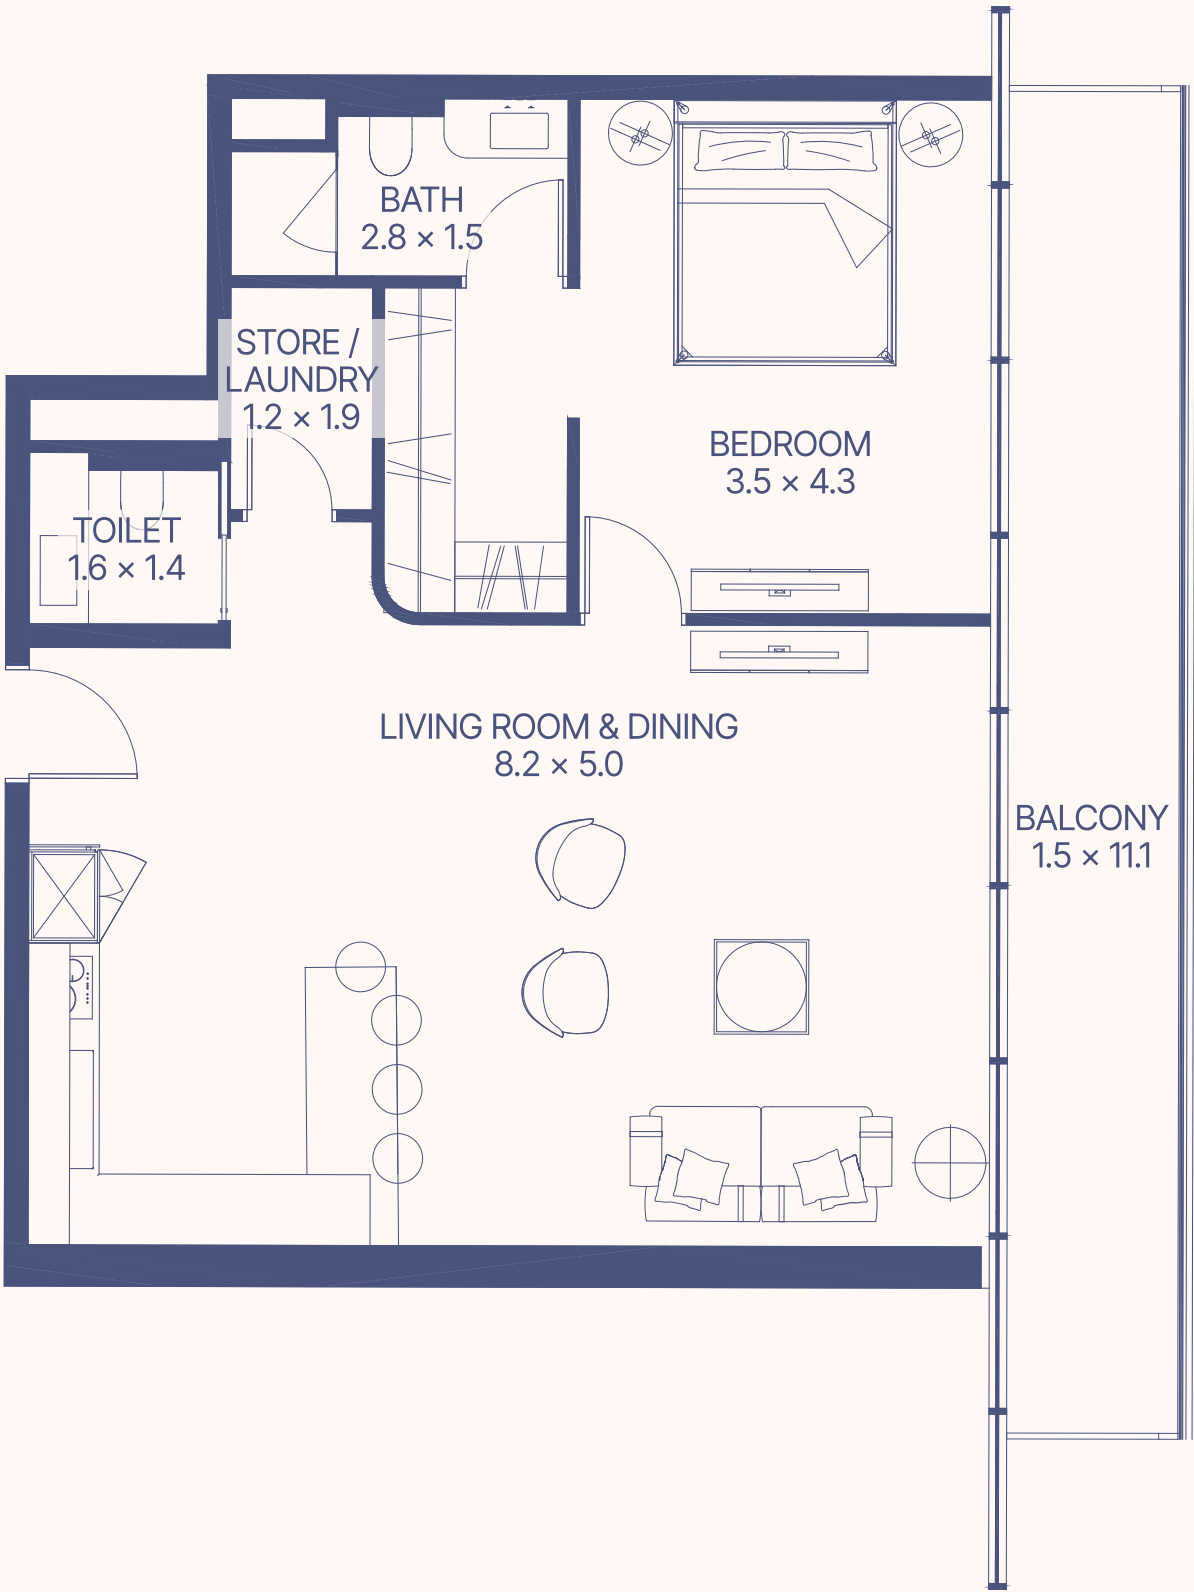 BATH
2.8 × 1.5
STORE /
LAUNDRY
1.2 × 1.9
BEDROOM
3.5 × 4.3
TOILET
1.6 × 1.4
LIVING ROOM & DINING
8.2 × 5.0
BALCONY
1.5 × 11.1